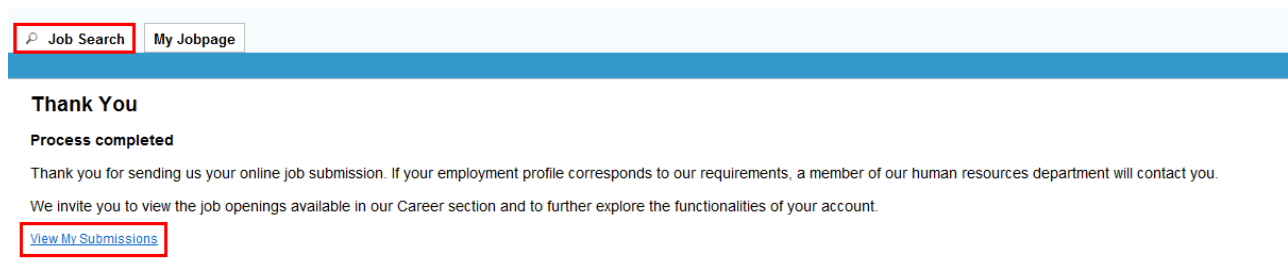 Job Search My Jobpage
Thank You
Process completed
Thank you for sending us your online job submission. If your employment profile corresponds to our requirements, a member of our human resources department will contact you.
We invite you to view the job openings available in our Career section and to further explore the functionalities of your account.
View My Submissions